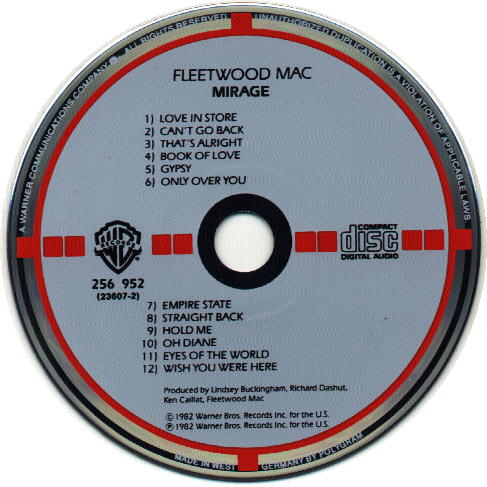 A WARNER COMMUNICATIONS COMPANY ℗ ALL RIGHTS RESERVED
UNAUTHORIZED DUPLICATION IS A VIOLATION OF APPLICABLE LAWS
FLEETWOOD MAC
MIRAGE
1) LOVE IN STORE
2) CAN'T GO BACK
3) THAT'S ALRIGHT
4) BOOK OF LOVE
5) GYPSY
6) ONLY OVER YOU
RECORDS
COMPACT
disc
DIGITAL AUDIO
256 952
(23607-2)
7) EMPIRE STATE
8) STRAIGHT BACK
9) HOLD ME
10) OH DIANE
11) EYES OF THE WORLD
12) WISH YOU WERE HERE
Produced by Lindsey Buckingham, Richard Dashut,
Ken Caillat, Fleetwood Mac
© 1982 Warner Bros. Records Inc. for the U.S.
℗ 1982 Warner Bros. Records Inc. for the U.S.
MADE IN WEST GERMANY BY POLYGRAM